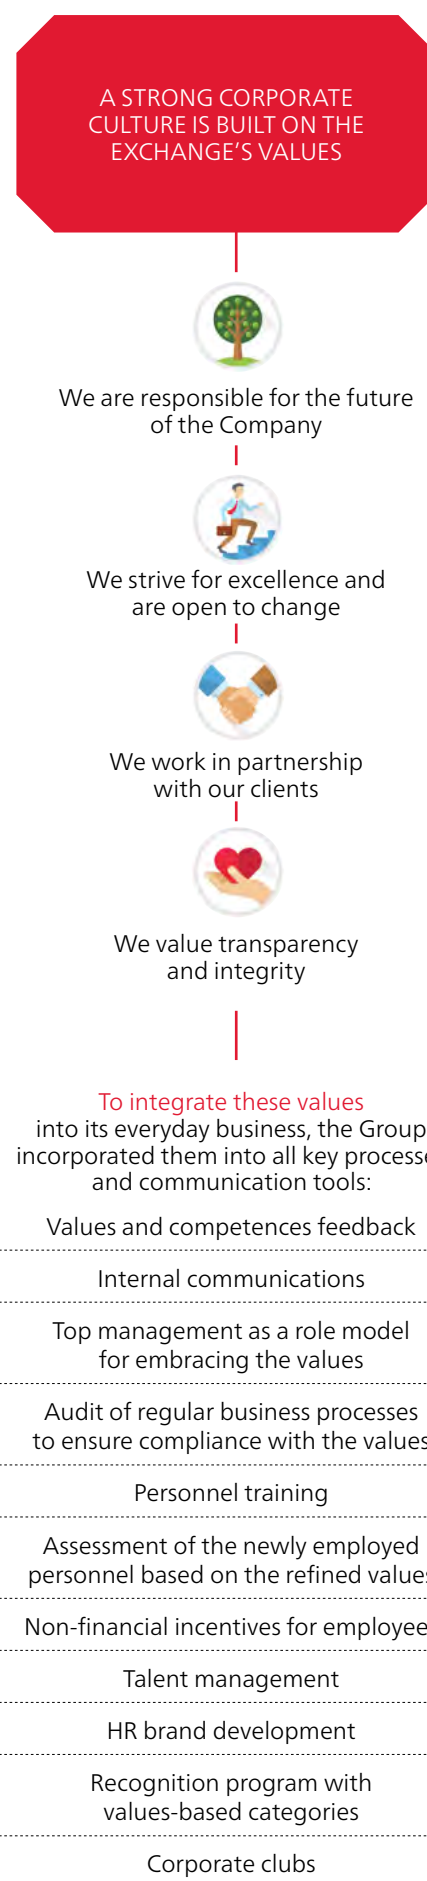 A STRONG CORPORATE
CULTURE IS BUILT ON THE
EXCHANGE'S VALUES
We are responsible for the future
of the Company
We strive for excellence and
are open to change
We work in partnership
with our clients
We value transparency
and integrity
To integrate these values
into its everyday business, the Group
incorporated them into all key processe
and communication tools:
Values and competences feedback
Internal communications
Top management as a role model
for embracing the values
Audit of regular business processes
to ensure compliance with the values
Personnel training
Assessment of the newly employed
personnel based on the refined values
Non-financial incentives for employee
Talent management
HR brand development
Recognition program with
values-based categories
Corporate clubs